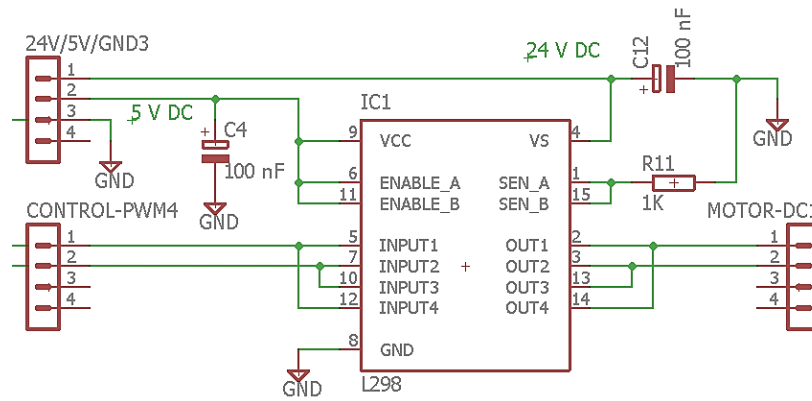 24V/5V/GND3
1
2
3
4
5 V DC
GND
C4
100 nF
GND
24 V DC
C12
100 nF
GND
R11
1K
IC1
9 VCC
VS 4
6 ENABLE_A
SEN_A 1
11 ENABLE_B
SEN_B 15
5 INPUT1
OUT1 2
7 INPUT2
OUT2 3
10 INPUT3
OUT3 13
12 INPUT4
OUT4 14
8 GND
L298
GND
CONTROL-PWM4
1
2
3
4
MOTOR-DC1
1
2
3
4